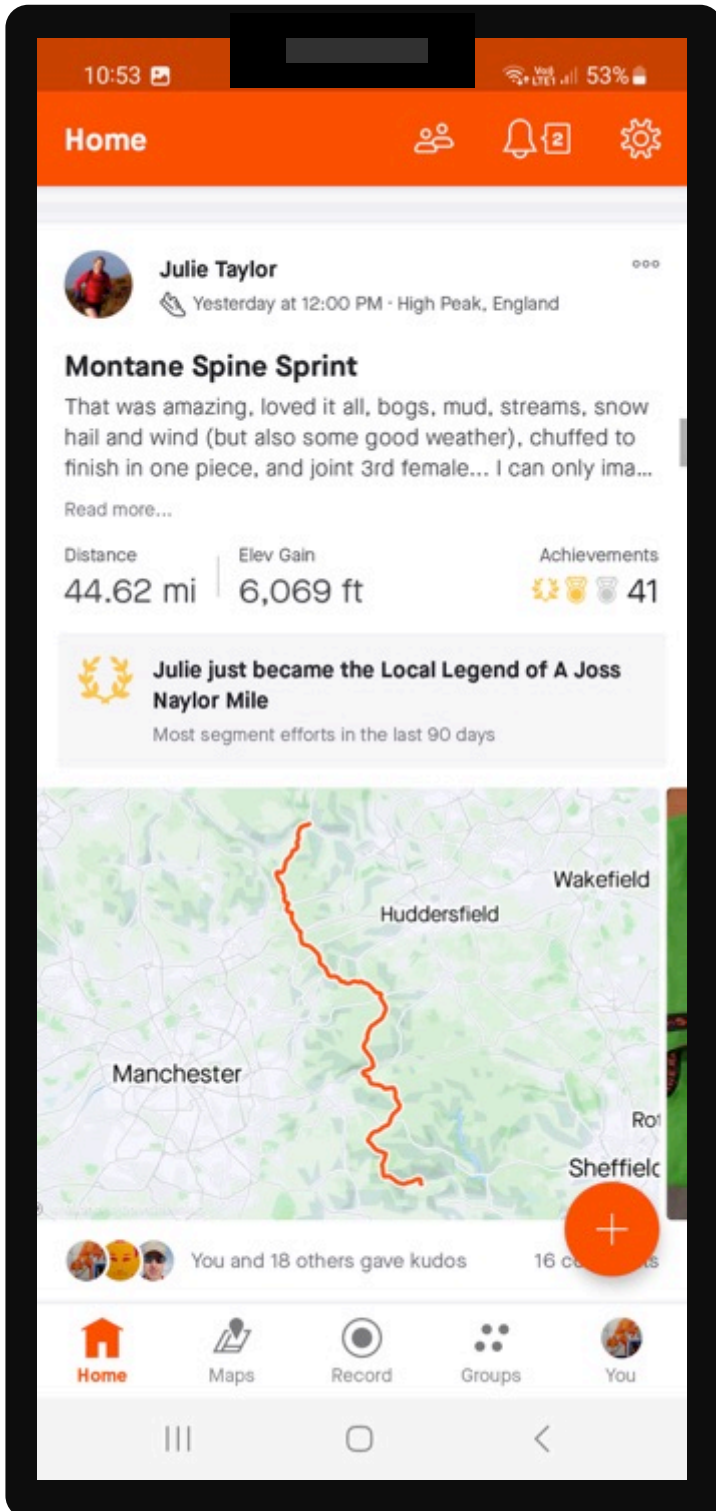 10:53 53%
Home 2
Julie Taylor
Yesterday at 12:00 PM · High Peak, England
Montane Spine Sprint
That was amazing, loved it all, bogs, mud, streams, snow
hail and wind (but also some good weather), chuffed to
finish in one piece, and joint 3rd female... I can only ima...
Read more...
Distance Elev Gain Achievements
44.62 mi 6,069 ft 41
Julie just became the Local Legend of A Joss
Naylor Mile
Most segment efforts in the last 90 days
Wakefield
Huddersfield
Manchester
Sheffield
You and 18 others gave kudos 16
Home Maps Record Groups You